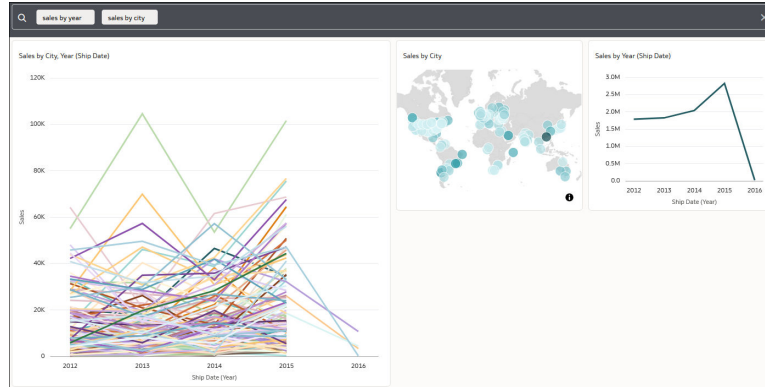 sales by year
sales by city
Sales by City, Year (Ship Date)
120K
100K
80K
60K
40K
20K
0
Sales
2012 2013 2014 2015 2016
Ship Date (Year)
Sales by City
Sales by Year (Ship Date)
3.0M
2.5M
2.0M
1.5M
1.0M
0.5M
0.0
Sales
2012 2013 2014 2015 2016
Ship Date (Year)